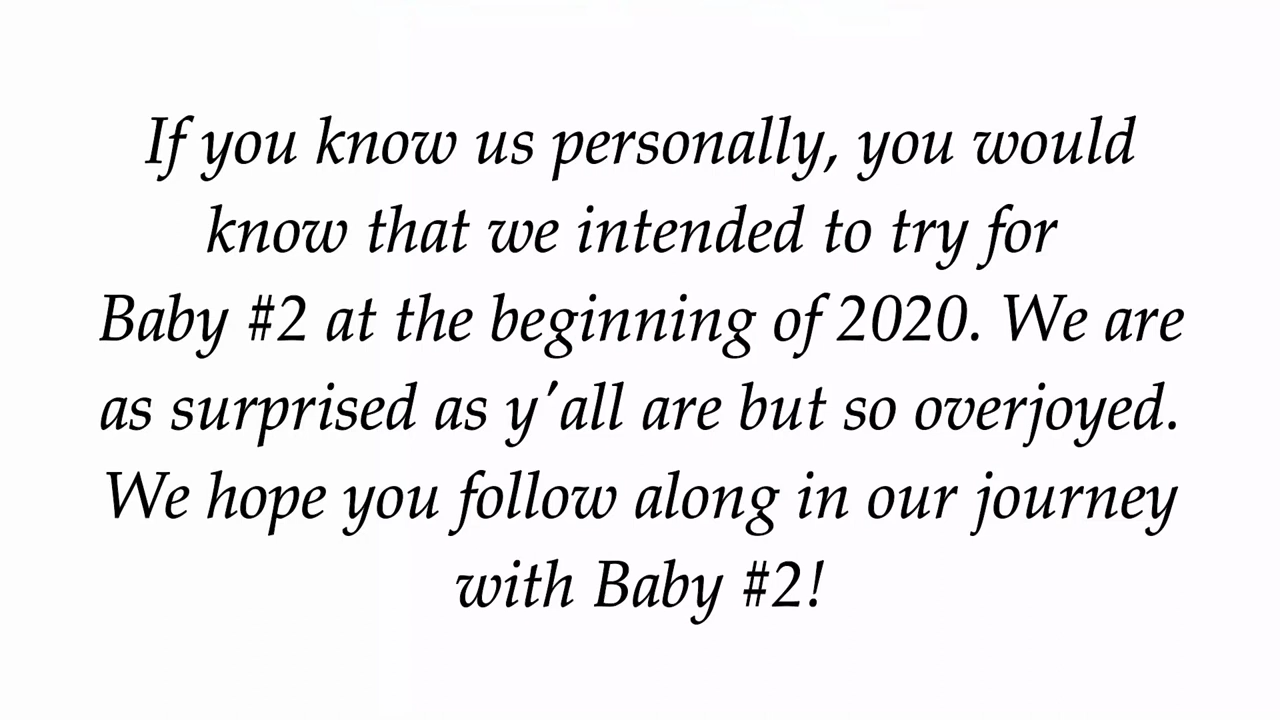 If you know us personally, you would
know that we intended to try for
Baby #2 at the beginning of 2020. We are
as surprised as y'all are but so overjoyed.
We hope you follow along in our journey
with Baby #2!